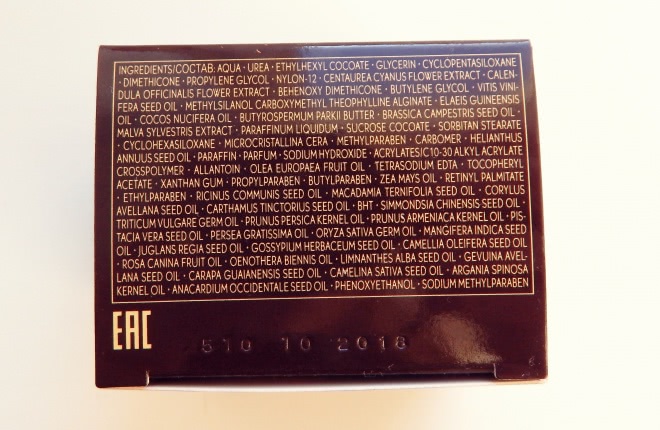 INGREDIENTS/СОСТАВ: AQUA · UREA · ETHYLHEXYL COCOATE · GLYCERIN · CYCLOPENTASILOXANE
· DIMETHICONE · PROPYLENE GLYCOL · NYLON-12 · CENTAUREA CYANUS FLOWER EXTRACT · CALEN-
DULA OFFICINALIS FLOWER EXTRACT · BEHENOXY DIMETHICONE · BUTYLENE GLYCOL · VITIS VINI-
FERA SEED OIL · METHYLSILANOL CARBOXYMETHYL THEOPHYLLINE ALGINATE · ELAEIS GUINEENSIS
OIL · COCOS NUCIFERA OIL · BUTYROSPERMUM PARKII BUTTER · BRASSICA CAMPESTRIS SEED OIL ·
MALVA SYLVESTRIS EXTRACT · PARAFFINUM LIQUIDUM · SUCROSE COCOATE · SORBITAN STEARATE
· CYCLOHEXASILOXANE · MICROCRISTALLINA CERA · METHYLPARABEN · CARBOMER · HELIANTHUS
ANNUUS SEED OIL · PARAFFIN · PARFUM · SODIUM HYDROXIDE · ACRYLATES/C10-30 ALKYL ACRYLATE
CROSSPOLYMER · ALLANTOIN · OLEA EUROPAEA FRUIT OIL · TETRASODIUM EDTA · TOCOPHERYL
ACETATE · XANTHAN GUM · PROPYLPARABEN · BUTYLPARABEN · ZEA MAYS OIL · RETINYL PALMITATE
· ETHYLPARABEN · RICINUS COMMUNIS SEED OIL · MACADAMIA TERNIFOLIA SEED OIL · CORYLUS
AVELLANA SEED OIL · CARTHAMUS TINCTORIUS SEED OIL · BHT · SIMMONDSIA CHINENSIS SEED OIL ·
TRITICUM VULGARE GERM OIL · PRUNUS PERSICA KERNEL OIL · PRUNUS ARMENIACA KERNEL OIL · PIS-
TACIA VERA SEED OIL · PERSEA GRATISSIMA OIL · ORYZA SATIVA GERM OIL · MANGIFERA INDICA SEED
OIL · JUGLANS REGIA SEED OIL · GOSSYPIUM HERBACEUM SEED OIL · CAMELLIA OLEIFERA SEED OIL
· ROSA CANINA FRUIT OIL · OENOTHERA BIENNIS OIL · LIMNANTHES ALBA SEED OIL · GEVUINA AVEL-
LANA SEED OIL · CARAPA GUAIANENSIS SEED OIL · CAMELINA SATIVA SEED OIL · ARGANIA SPINOSA
KERNEL OIL · ANACARDIUM OCCIDENTALE SEED OIL · PHENOXYETHANOL · SODIUM METHYLPARABEN
EAC
510 10 2018